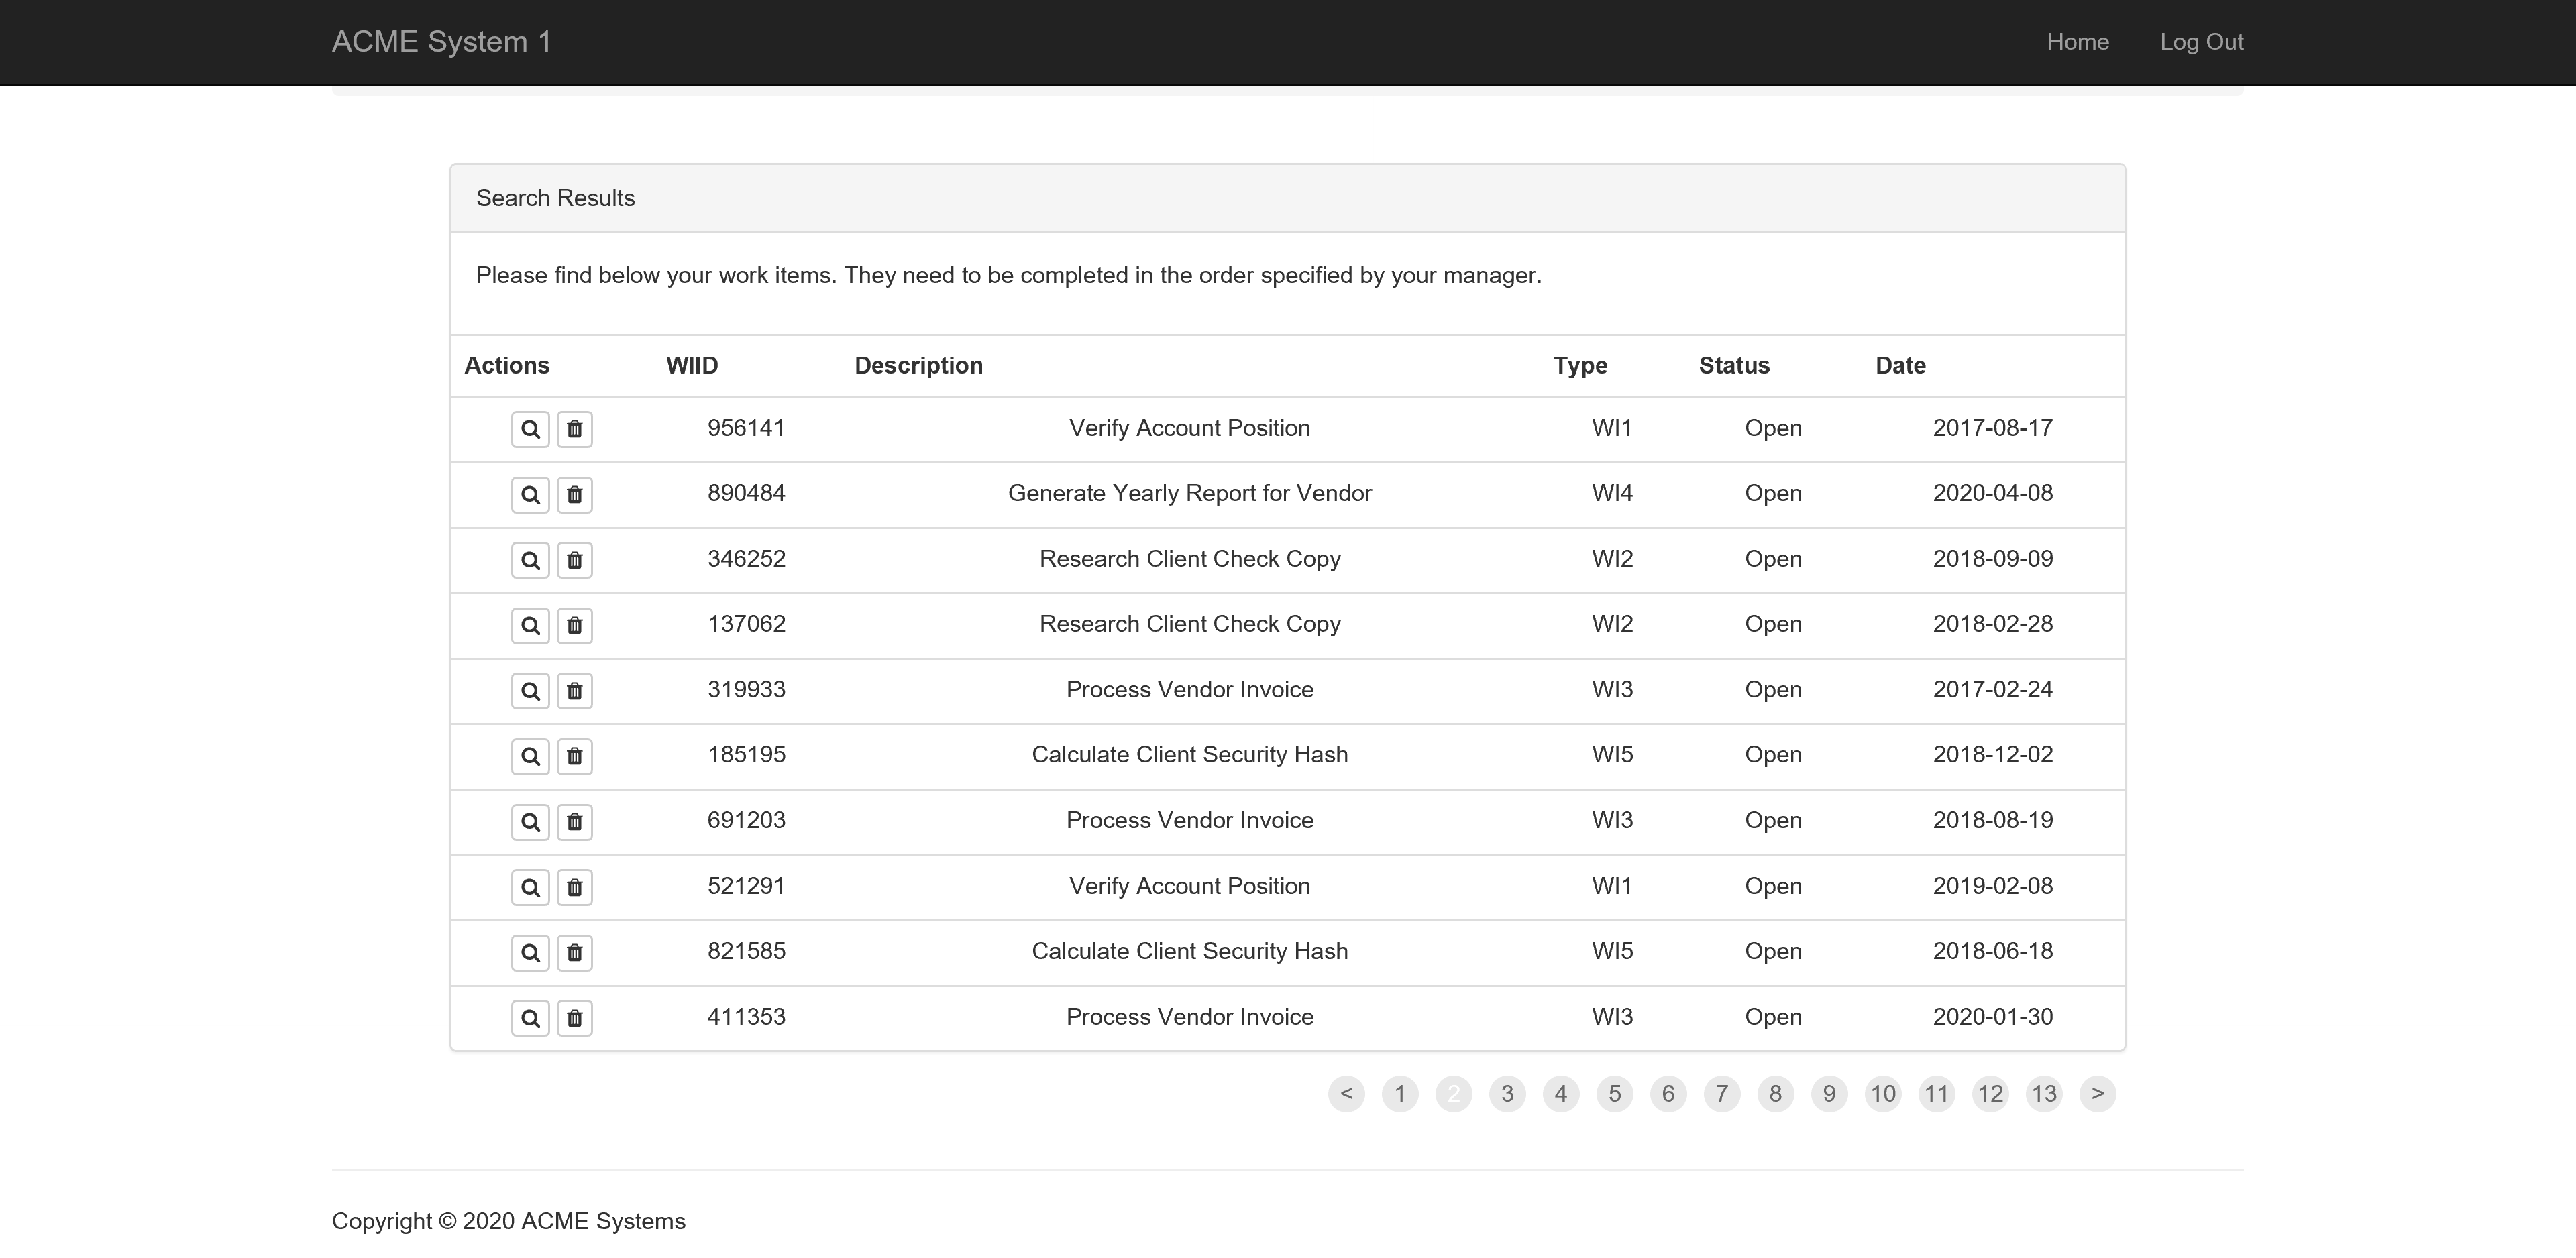 ACME System 1 Home Log Out
Search Results
Please find below your work items. They need to be completed in the order specified by your manager.
Actions WIID Description Type Status Date
956141 Verify Account Position WI1 Open 2017-08-17
890484 Generate Yearly Report for Vendor WI4 Open 2020-04-08
346252 Research Client Check Copy WI2 Open 2018-09-09
137062 Research Client Check Copy WI2 Open 2018-02-28
319933 Process Vendor Invoice WI3 Open 2017-02-24
185195 Calculate Client Security Hash WI5 Open 2018-12-02
691203 Process Vendor Invoice WI3 Open 2018-08-19
521291 Verify Account Position WI1 Open 2019-02-08
821585 Calculate Client Security Hash WI5 Open 2018-06-18
411353 Process Vendor Invoice WI3 Open 2020-01-30
< 1 2 3 4 5 6 7 8 9 10 11 12 13 >
Copyright © 2020 ACME Systems